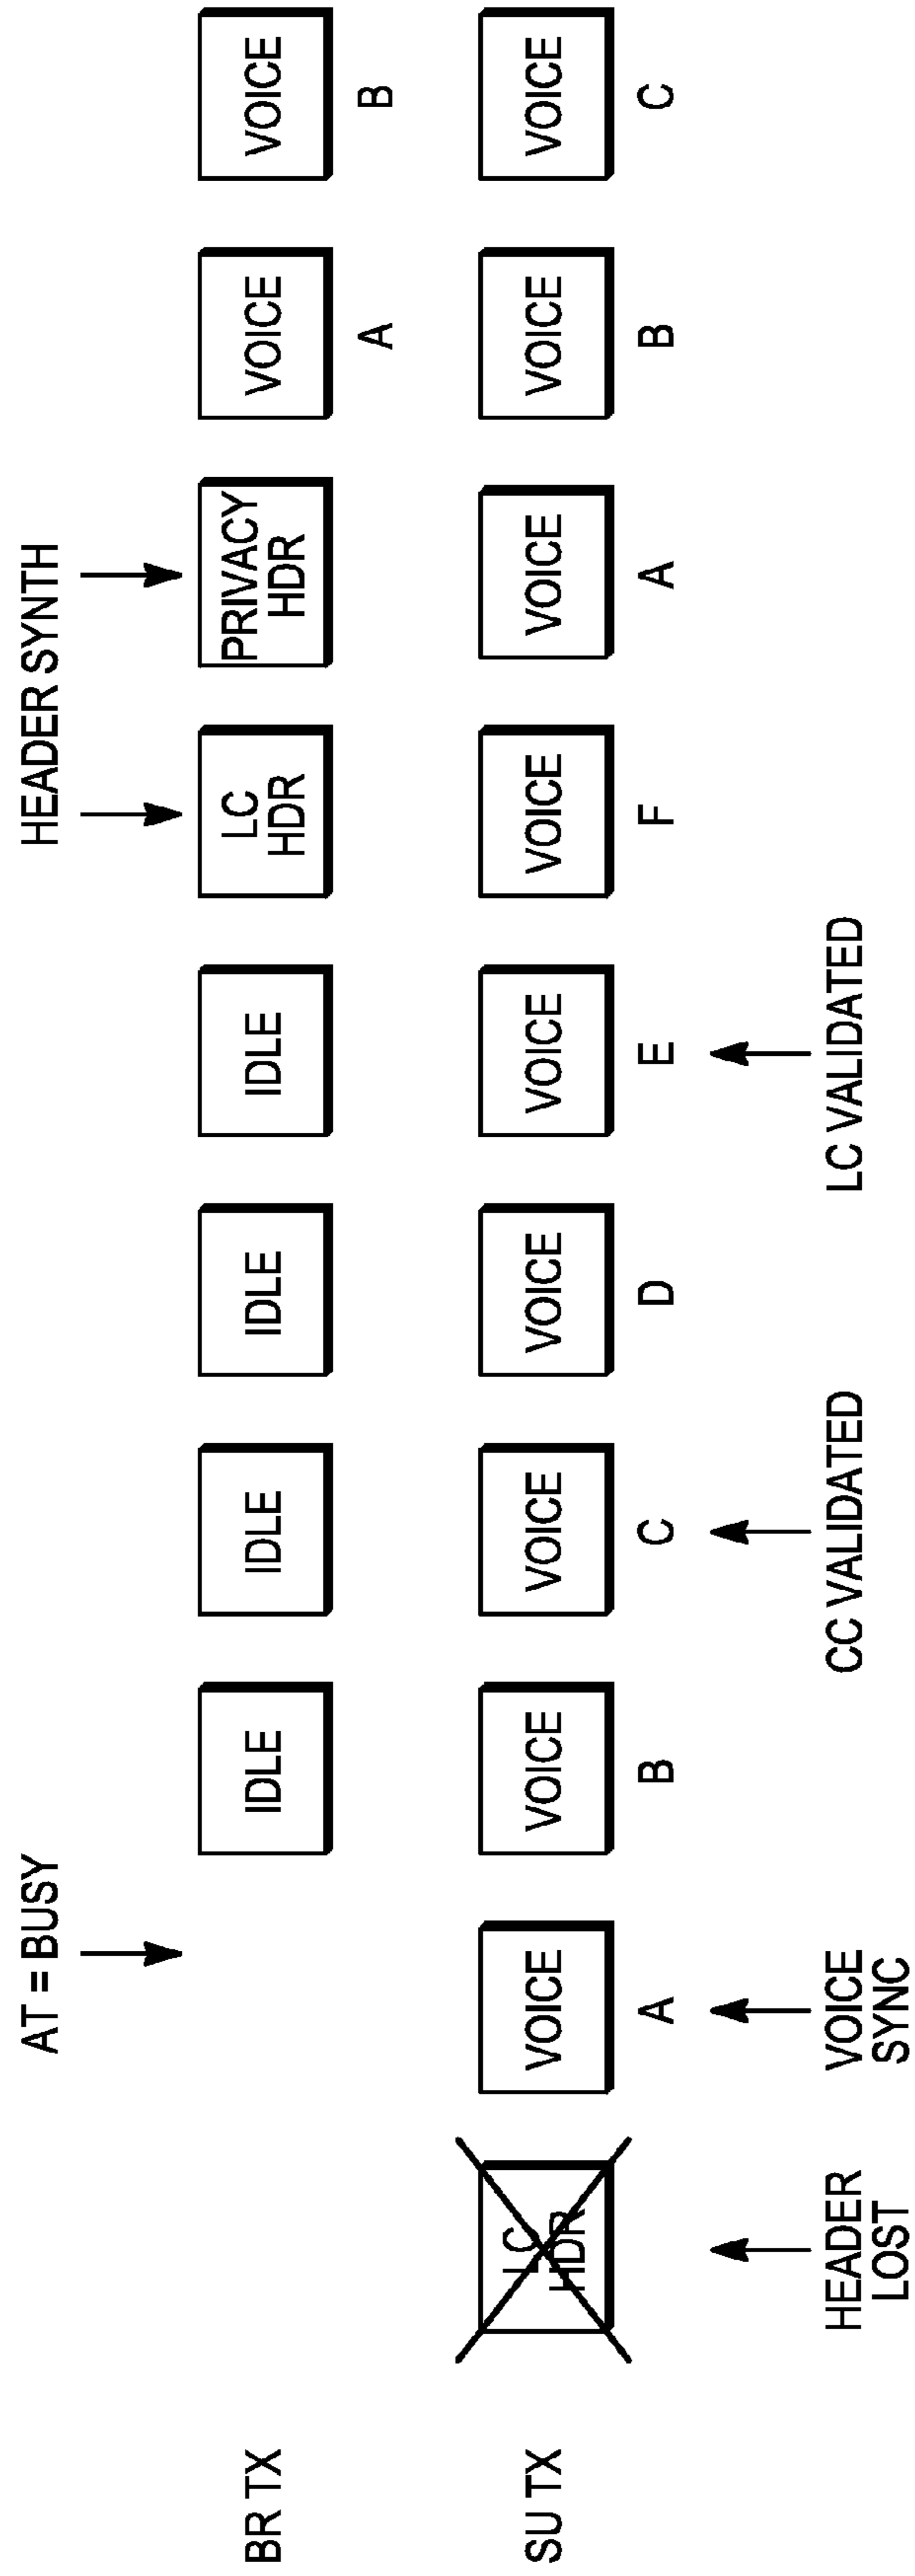 AT = BUSY
HEADER SYNTH
BR TX
IDLE
IDLE
IDLE
IDLE
LC
HDR
PRIVACY
HDR
VOICE
VOICE
A
B
SU TX
LC
HDR
VOICE
VOICE
VOICE
VOICE
VOICE
VOICE
VOICE
VOICE
VOICE
A
B
C
D
E
F
A
B
C
HEADER
LOST
VOICE
SYNC
CC VALIDATED
LC VALIDATED